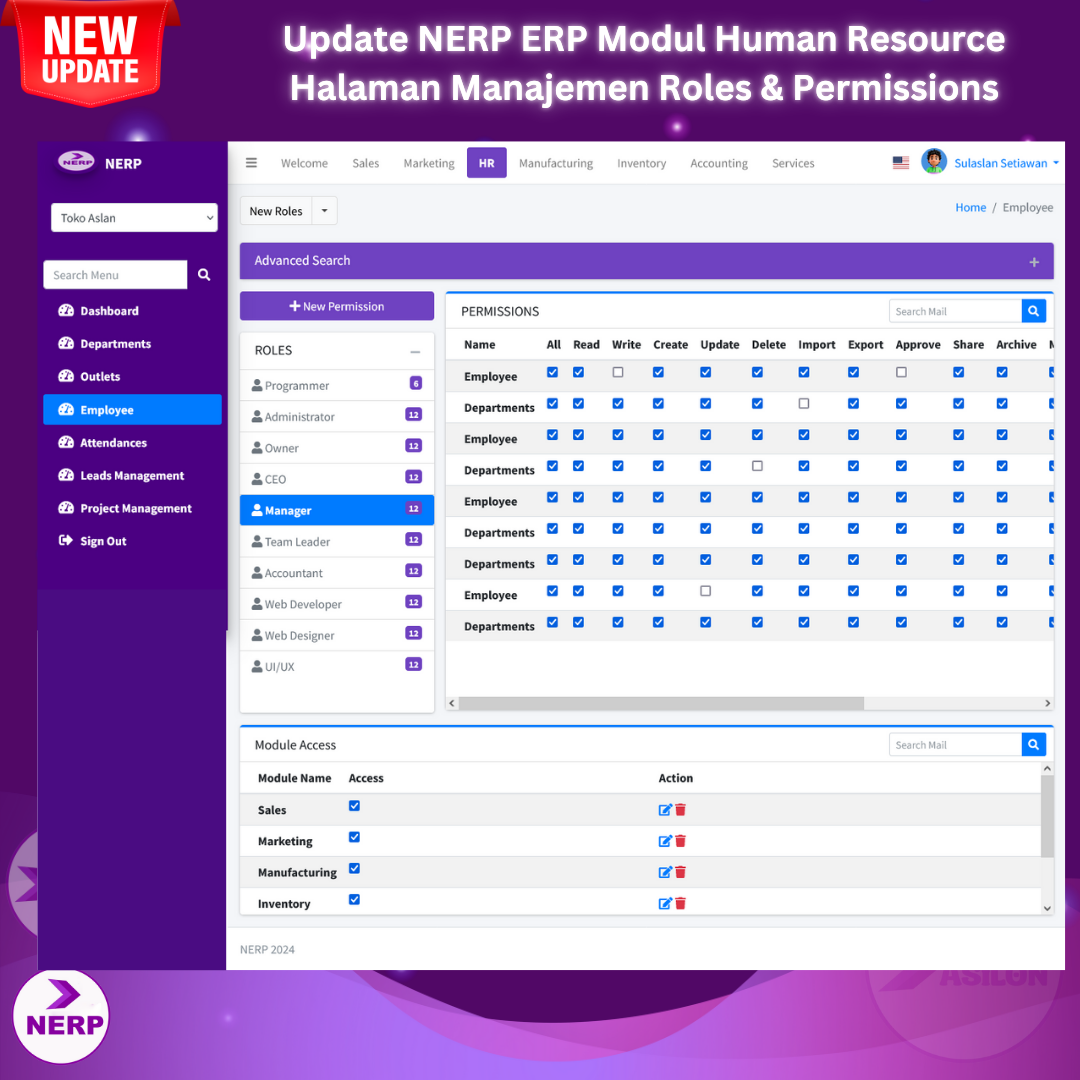 NEW
UPDATE
Update NERP ERP Modul Human Resource
Halaman Manajemen Roles & Permissions
NERP NERP
Welcome Sales Marketing HR Manufacturing Inventory Accounting Services Sulaslan Setiawan
Toko Aslan
New Roles
Home / Employee
Search Menu
Advanced Search
Dashboard
Departments
Outlets
Employee
Attendances
Leads Management
Project Management
Sign Out
New Permission
ROLES
Programmer 6
Administrator 12
Owner 12
CEO 12
Manager 12
Team Leader 12
Accountant 12
Web Developer 12
Web Designer 12
UI/UX 12
PERMISSIONS Search Mail
Name All Read Write Create Update Delete Import Export Approve Share Archive
Employee
Departments
Employee
Departments
Employee
Departments
Departments
Employee
Departments
Module Access Search Mail
Module Name Access Action
Sales
Marketing
Manufacturing
Inventory
NERP 2024
NERP
ASILON